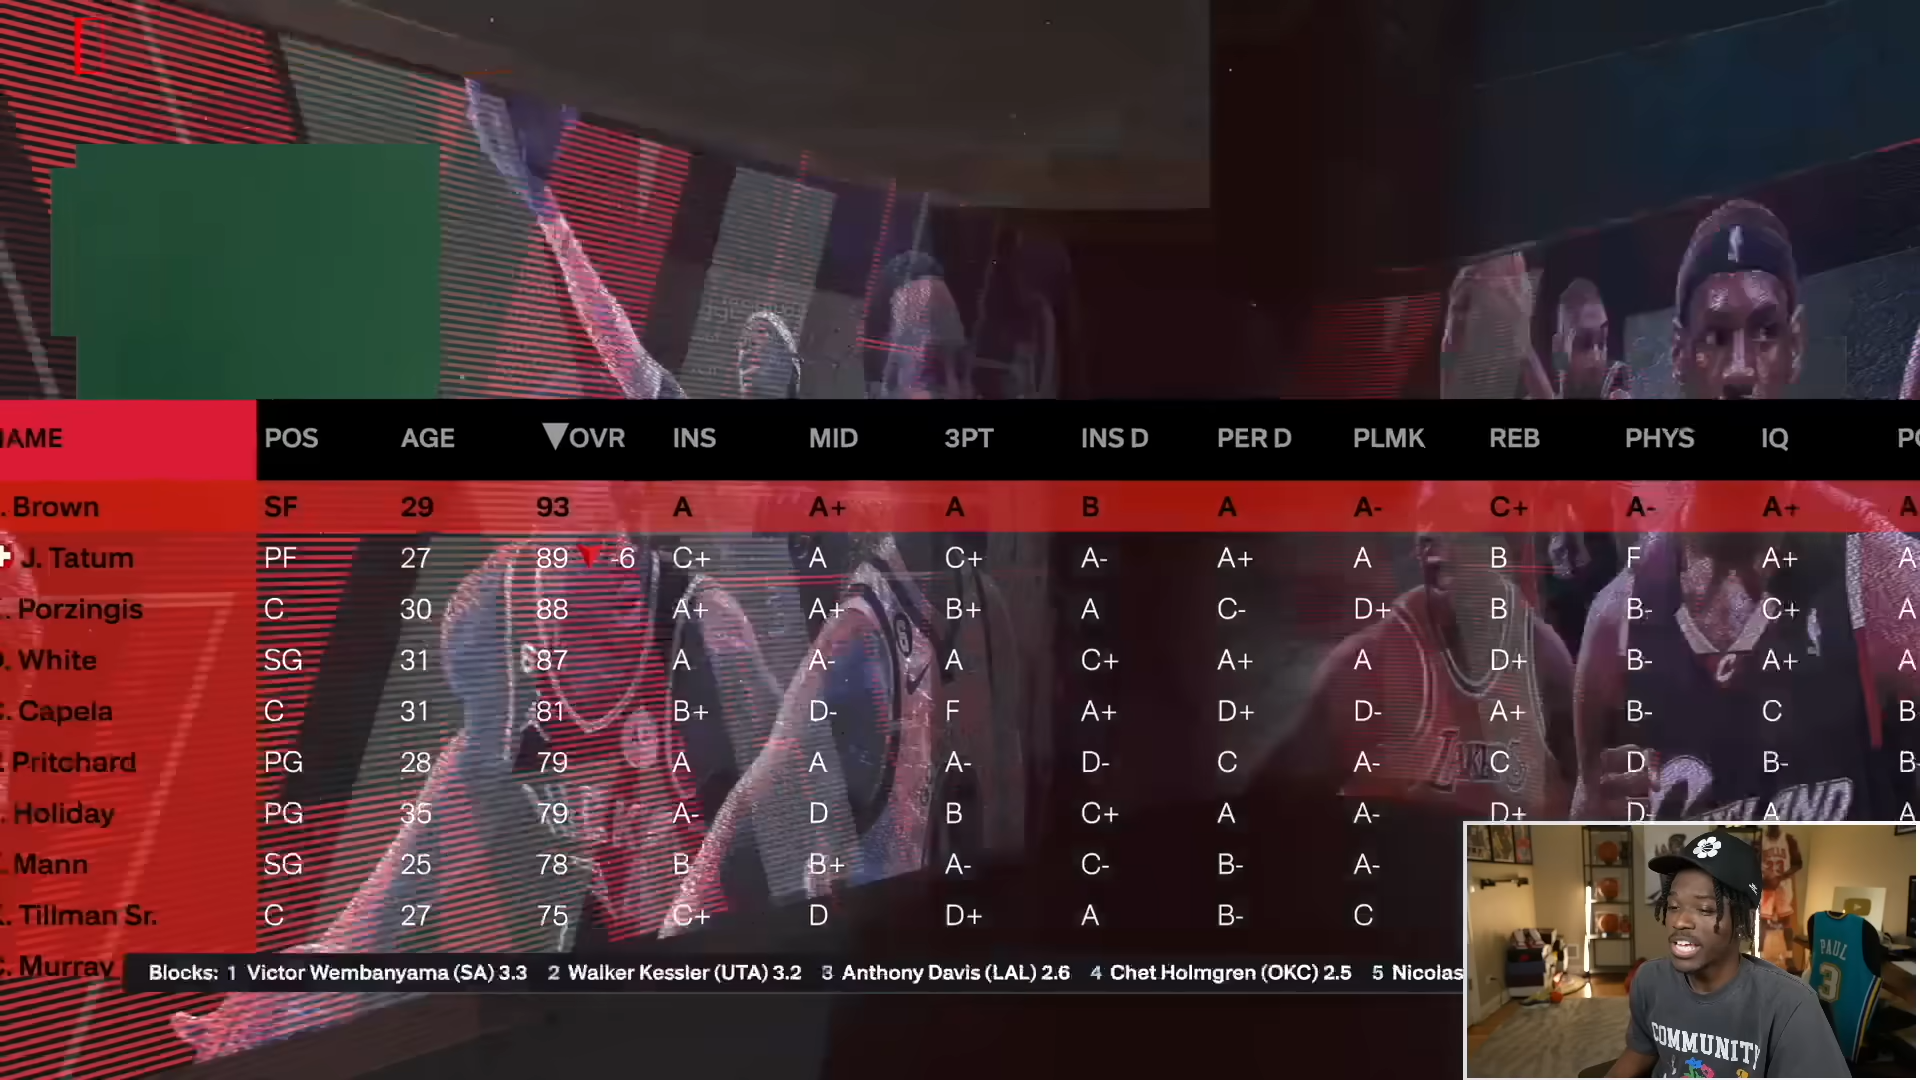 AME POS AGE OVR INS MID 3PT INS D PER D PLMK REB PHYS IQ PO
. Brown SF 29 93 A A+ A B A A- C+ A- A+ A
J. Tatum PF 27 89 -6 C+ A C+ A- A+ A B F A+ A-
. Porzingis C 30 88 A+ A+ B+ A C- D+ B B- C+ A
. White SG 31 87 A A- A C+ A+ A D+ B- A+ A
. Capela C 31 81 B+ D- F A+ D+ D- A+ B- C B
. Pritchard PG 28 79 A A A- D- C A- C D B- B-
. Holiday PG 35 79 A- D B C+ A A- D+ D- A A
. Mann SG 25 78 B B+ A- C- B- A-
. Tillman Sr. C 27 75 C+ D D+ A B- C
. Murray
Blocks: 1 Victor Wembanyama (SA) 3.3 2 Walker Kessler (UTA) 3.2 3 Anthony Davis (LAL) 2.6 4 Chet Holmgren (OKC) 2.5 5 Nicolas
PAUL
3
COMMUNITY